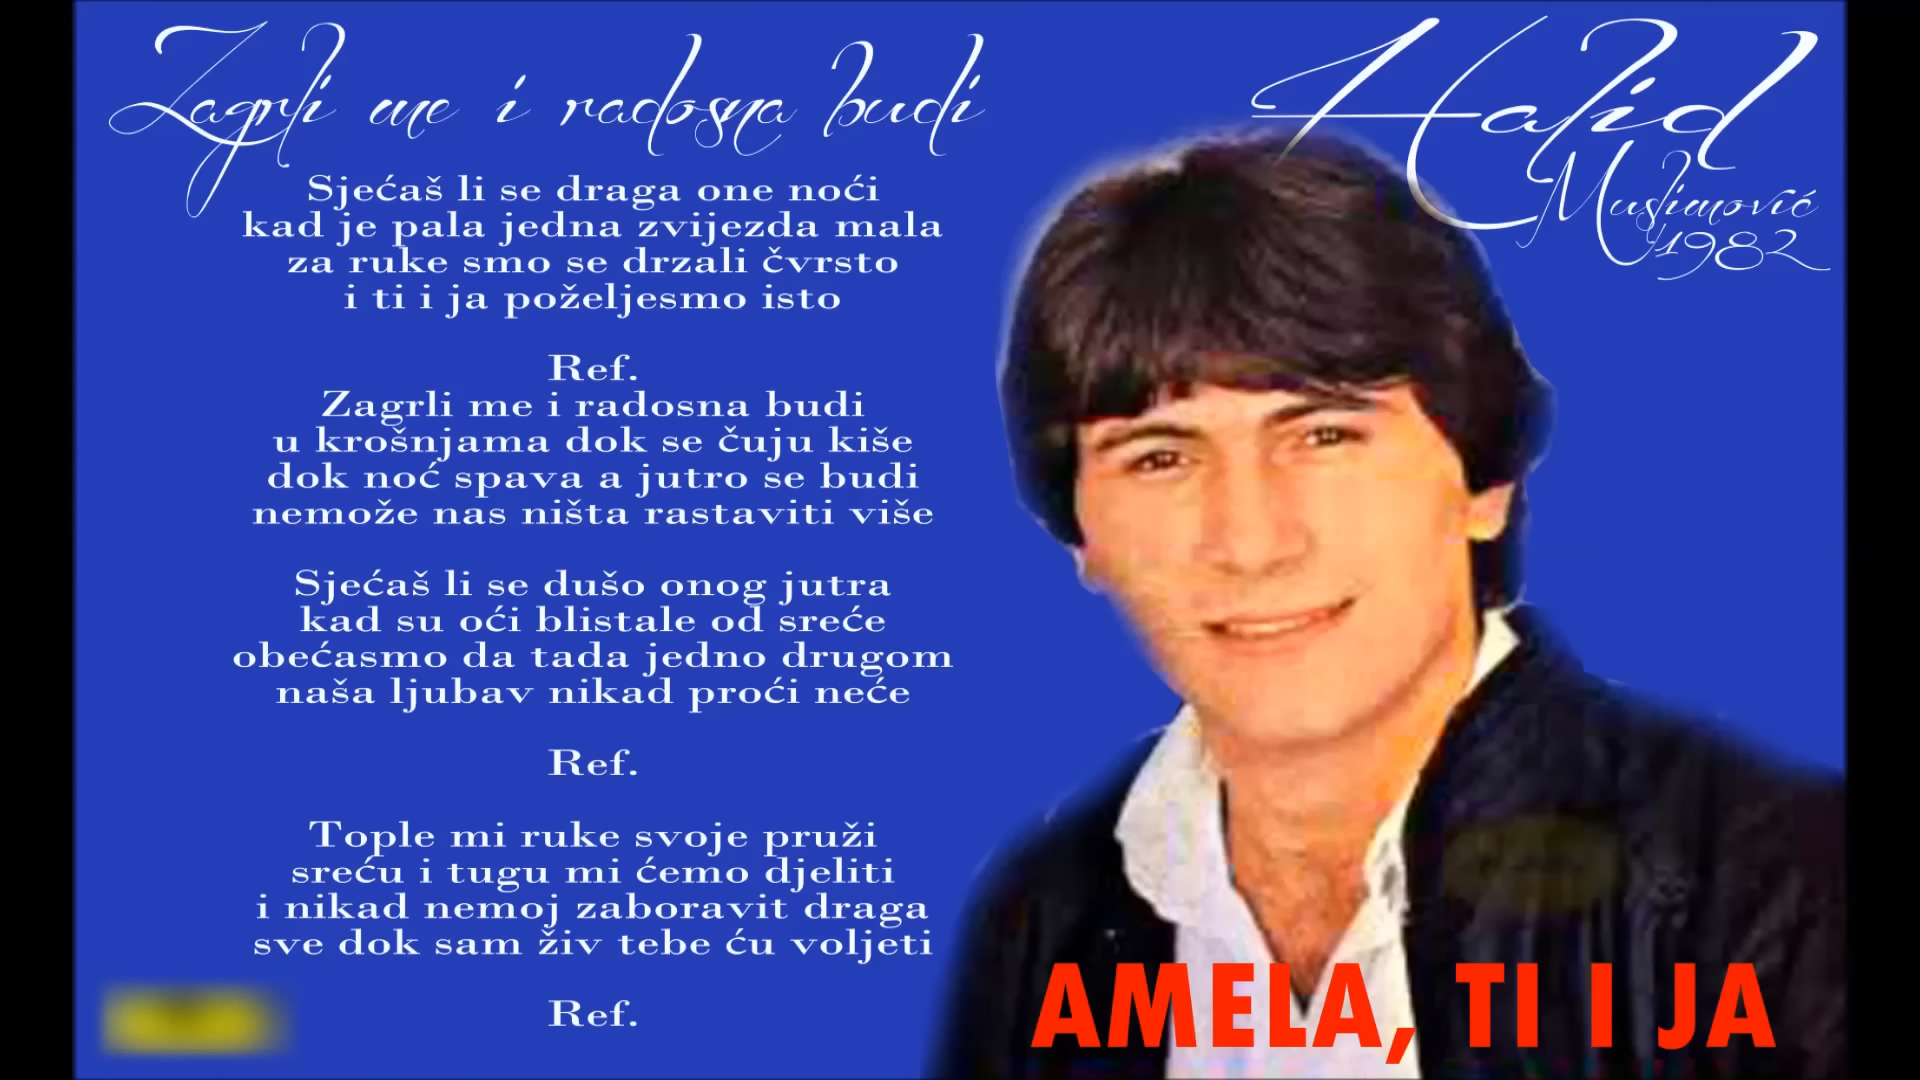 Zagrli me i radosna budi
Halid
Muslimović
1982
Sjećaš li se draga one noći
kad je pala jedna zvijezda mala
za ruke smo se drzali čvrsto
i ti i ja poželjesmo isto
Ref.
Zagrli me i radosna budi
u krošnjama dok se čuju kiše
dok noć spava a jutro se budi
nemože nas ništa rastaviti više
Sjećaš li se dušo onog jutra
kad su oći blistale od sreće
obećasmo da tada jedno drugom
naša ljubav nikad proći neće
Ref.
Tople mi ruke svoje pruži
sreću i tugu mi ćemo djeliti
i nikad nemoj zaboravit draga
sve dok sam živ tebe ću voljeti
Ref.
AMELA, TI I JA